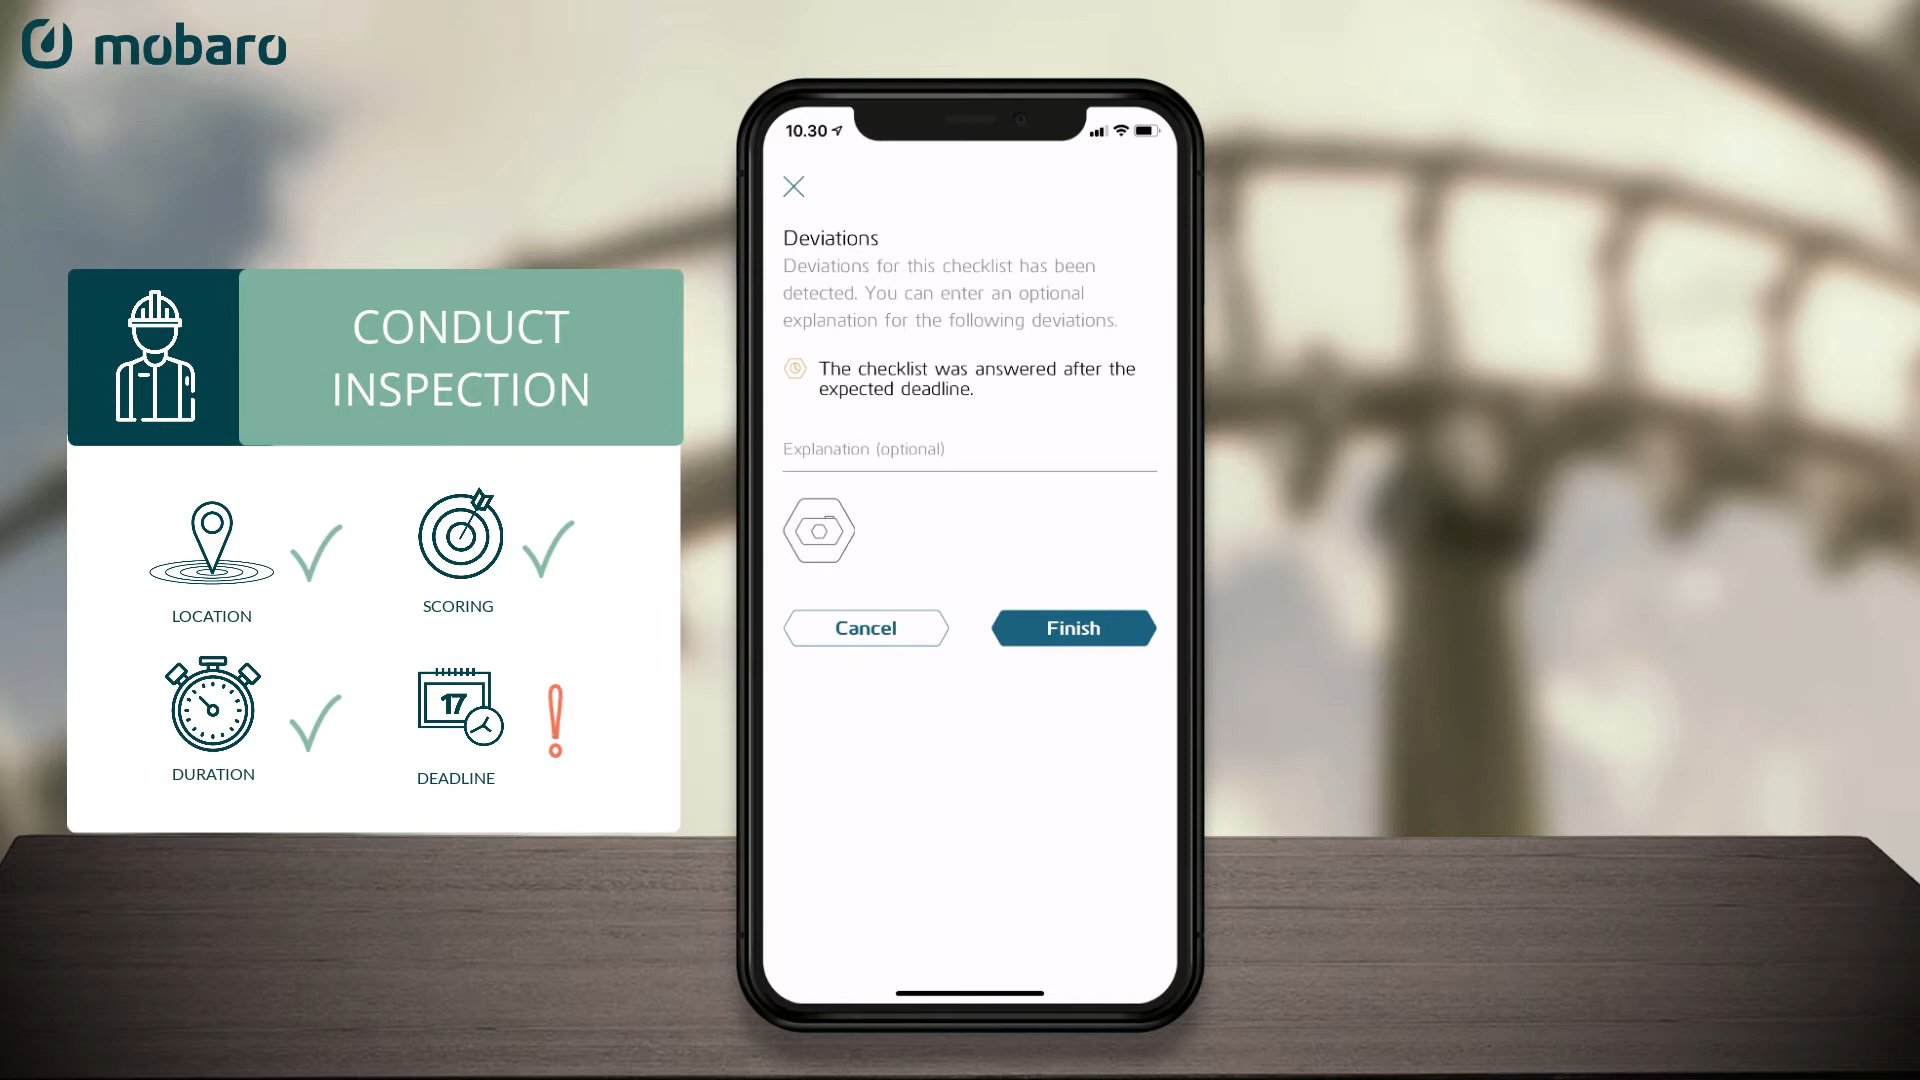 mobaro
CONDUCT
INSPECTION
LOCATION
SCORING
DURATION
17
DEADLINE
10.30
Deviations
Deviations for this checklist has been
detected. You can enter an optional
explanation for the following deviations.
The checklist was answered after the
expected deadline.
Explanation (optional)
Cancel
Finish